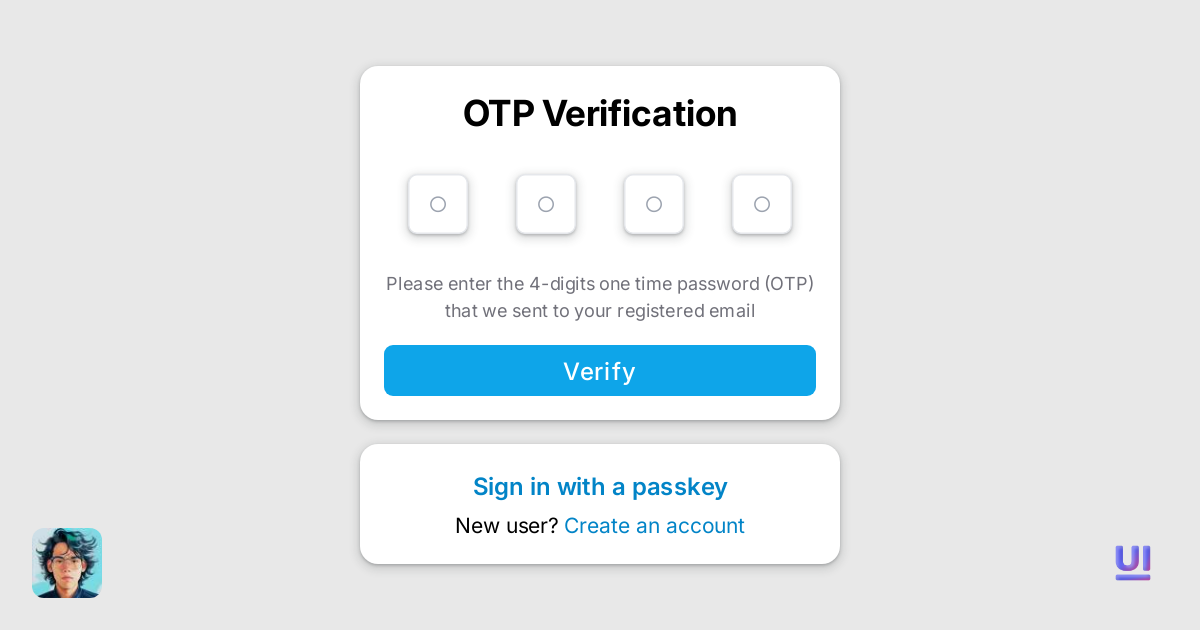 OTP Verification
Please enter the 4-digits one time password (OTP)
that we sent to your registered email
Verify
Sign in with a passkey
New user? Create an account
UI